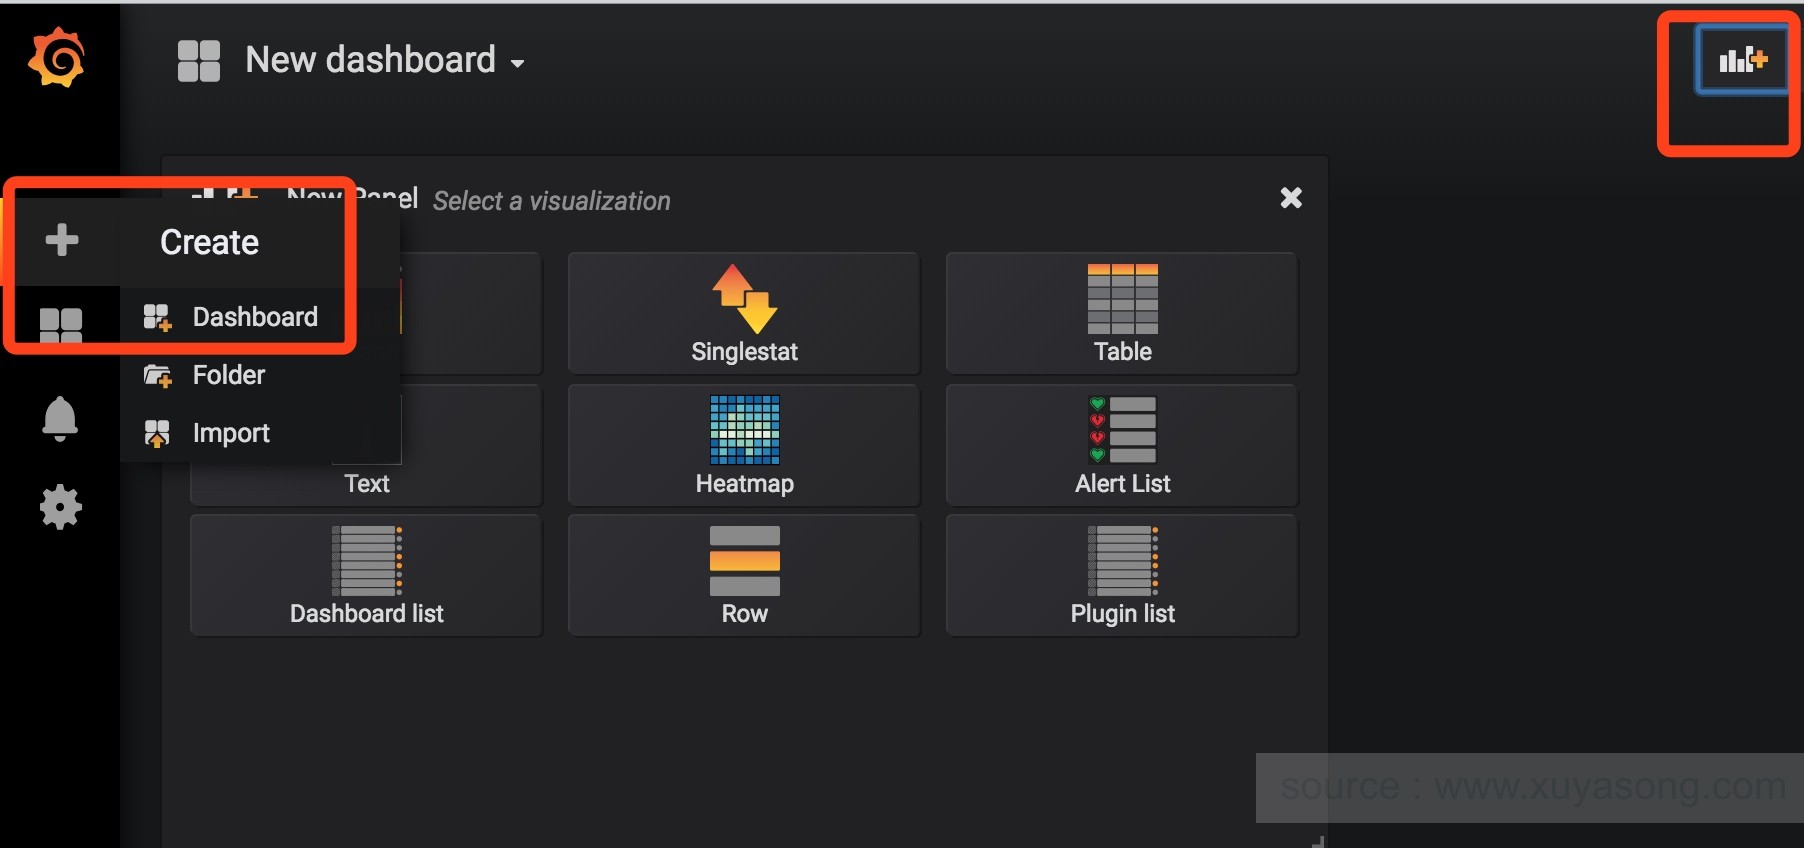 New dashboard
New Panel Select a visualization
Create
Dashboard
Folder
Import
Singlestat
Table
Text
Heatmap
Alert List
Dashboard list
Row
Plugin list
source : www.xuyasong.com